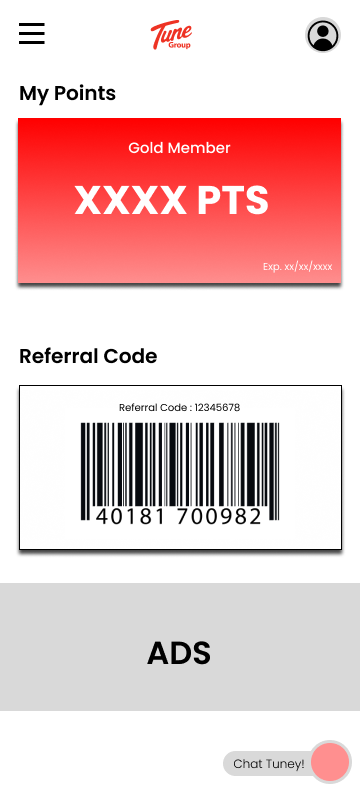 Tune
Group
My Points
Gold Member
XXXX PTS
Exp. xx/xx/xxxx
Referral Code
Referral Code : 12345678
40181 700982
ADS
Chat Tuney!